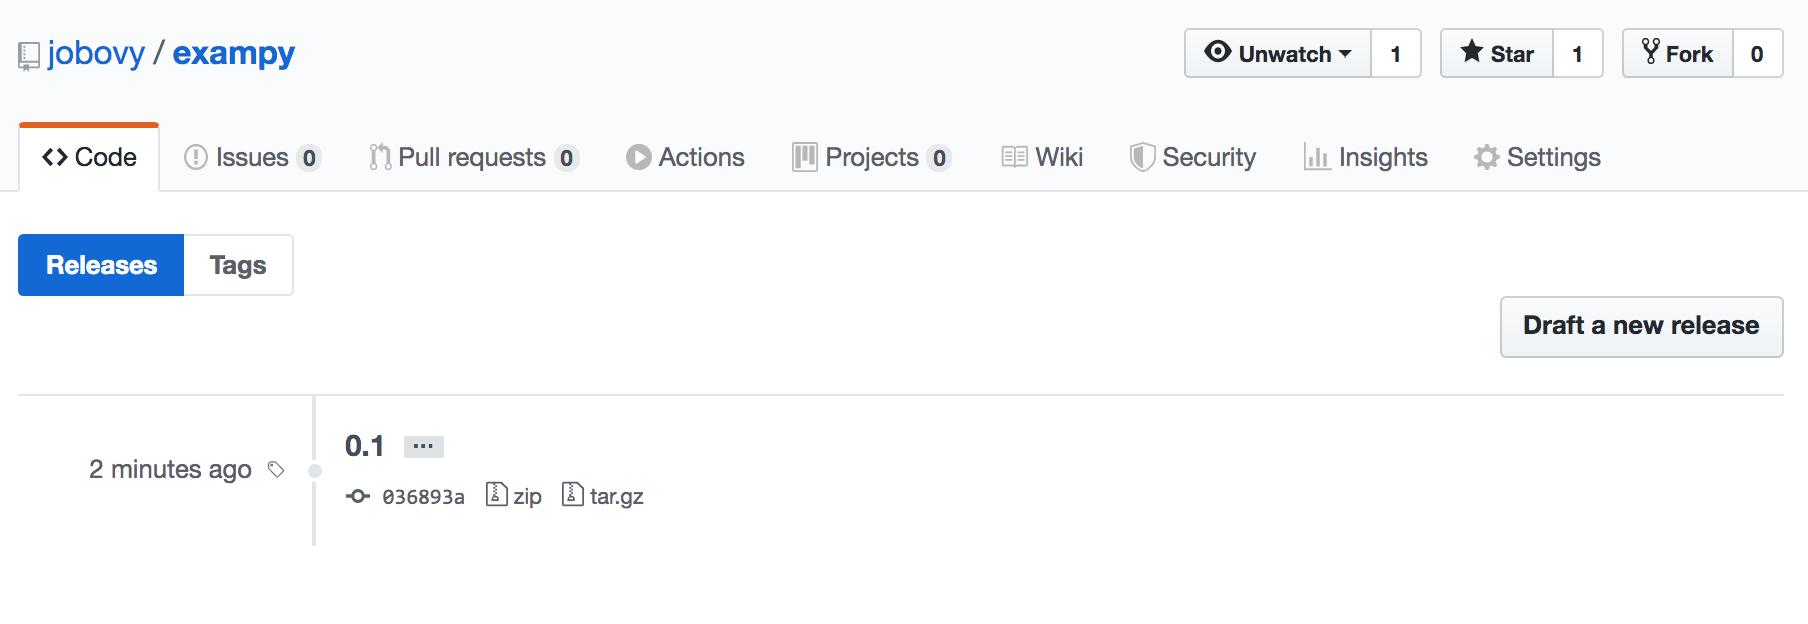 jobovy / exampy
Unwatch 1 Star 1 Fork 0
Code Issues 0 Pull requests 0 Actions Projects 0 Wiki Security Insights Settings
Releases Tags
Draft a new release
0.1 ...
2 minutes ago
036893a zip tar.gz